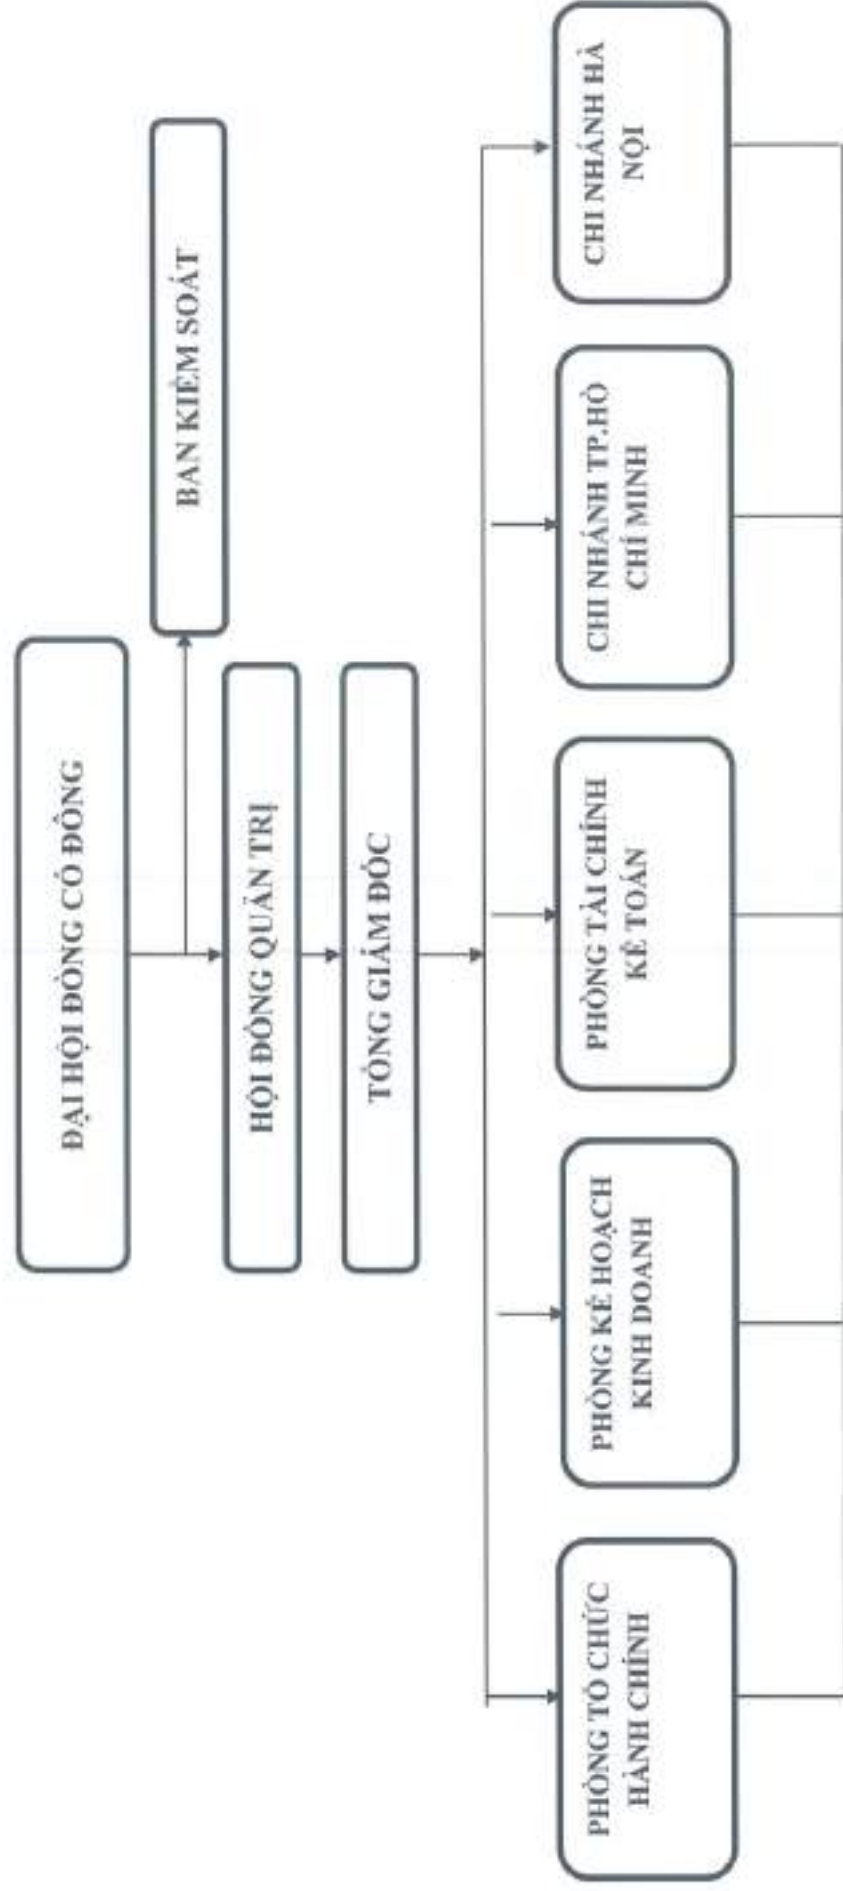 ĐẠI HỘI ĐỒNG CỔ ĐÔNG
BAN KIỂM SOÁT
HỘI ĐỒNG QUẢN TRỊ
TỔNG GIÁM ĐỐC
PHÒNG TỔ CHỨC
HÀNH CHÍNH
PHÒNG KẾ HOẠCH
KINH DOANH
PHÒNG TÀI CHÍNH
KẾ TOÁN
CHI NHÁNH TP.HỒ
CHÍ MINH
CHI NHÁNH HÀ
NỘI